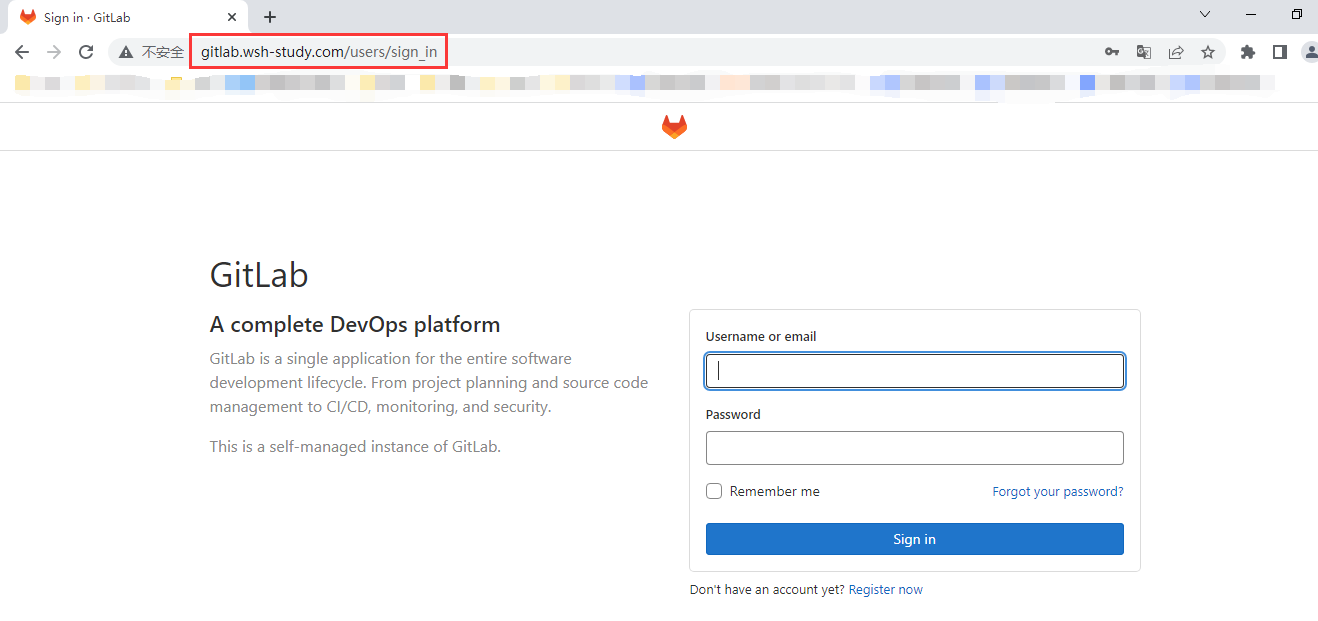 Sign in · GitLab
不安全 gitlab.wsh-study.com/users/sign_in
GitLab
A complete DevOps platform
GitLab is a single application for the entire software
development lifecycle. From project planning and source code
management to CI/CD, monitoring, and security.
This is a self-managed instance of GitLab.
Username or email
Password
Remember me
Forgot your password?
Sign in
Don't have an account yet? Register now